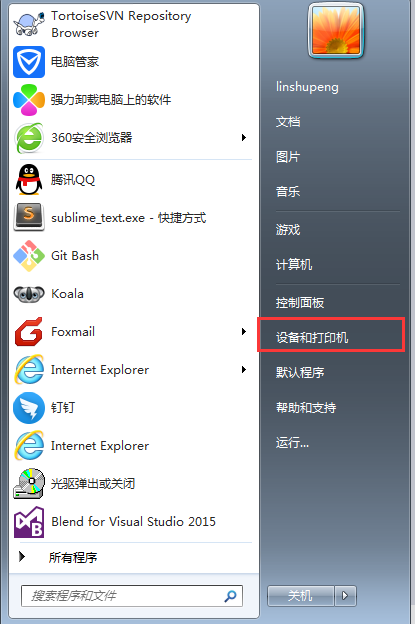 TortoiseSVN Repository
Browser
电脑管家
强力卸载电脑上的软件
360安全浏览器
腾讯QQ
sublime_text.exe - 快捷方式
Git Bash
Koala
Foxmail
Internet Explorer
钉钉
Internet Explorer
光驱弹出或关闭
Blend for Visual Studio 2015
所有程序
搜索程序和文件
linshupeng
文档
图片
音乐
游戏
计算机
控制面板
设备和打印机
默认程序
帮助和支持
运行...
关机